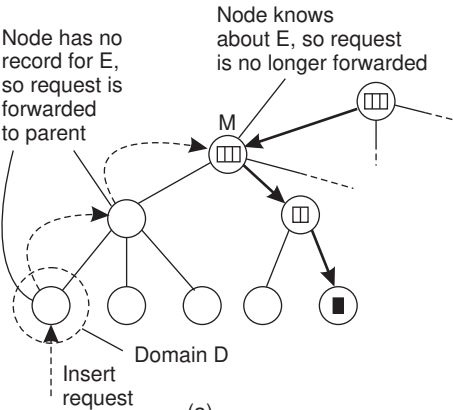 Node knows
about E, so request
is no longer forwarded
Node has no
record for E,
so request is
forwarded
to parent
M
Domain D
Insert
request